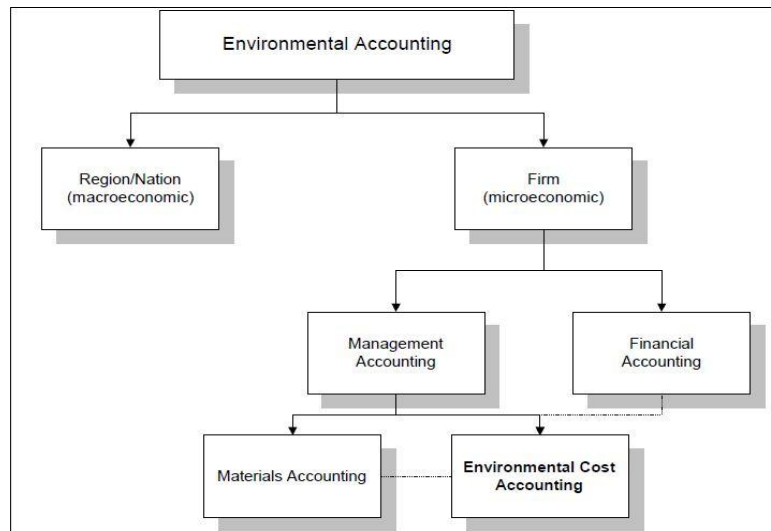 Environmental Accounting
Region/Nation
(macroeconomic)
Firm
(microeconomic)
Management
Accounting
Financial
Accounting
Materials Accounting
Environmental Cost
Accounting